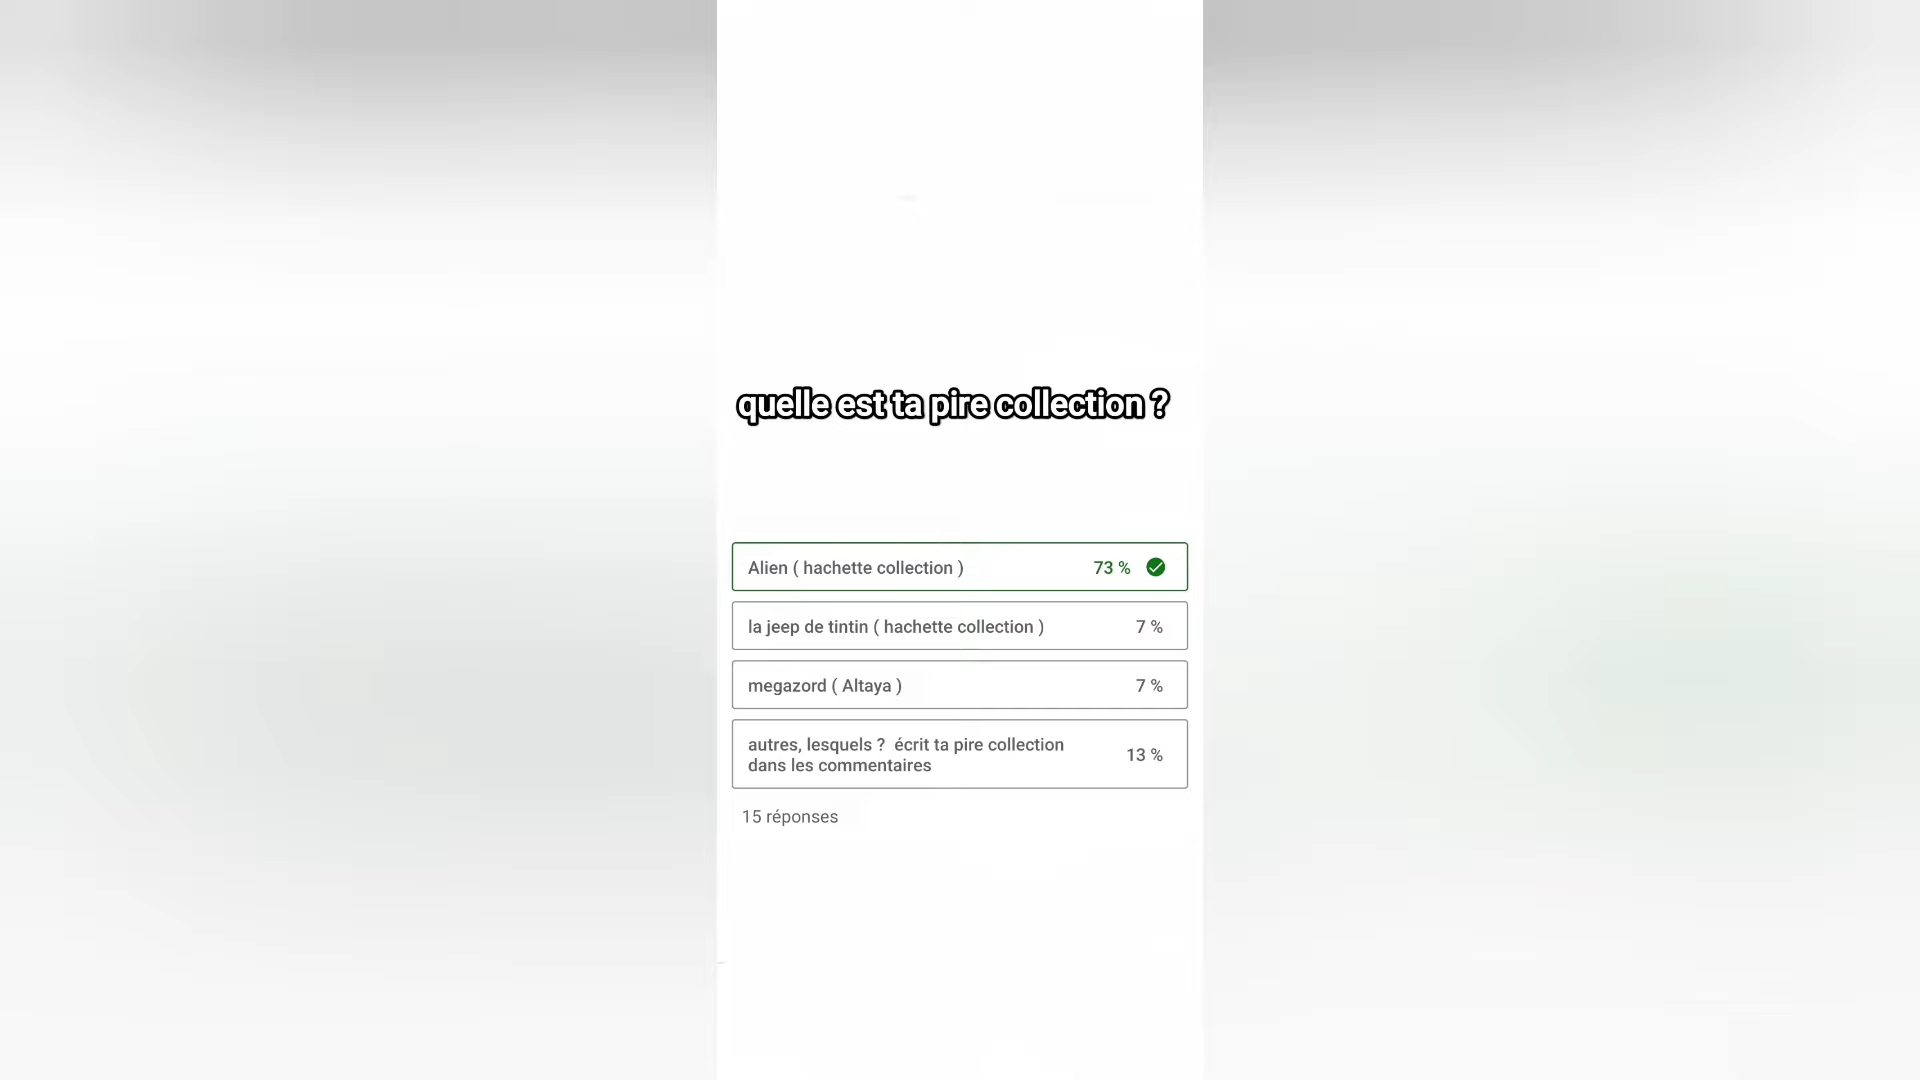 quelle est ta pire collection ?
Alien ( hachette collection ) 73 %
la jeep de tintin ( hachette collection ) 7 %
megazord ( Altaya ) 7 %
autres, lesquels ? écrit ta pire collection
dans les commentaires 13 %
15 réponses